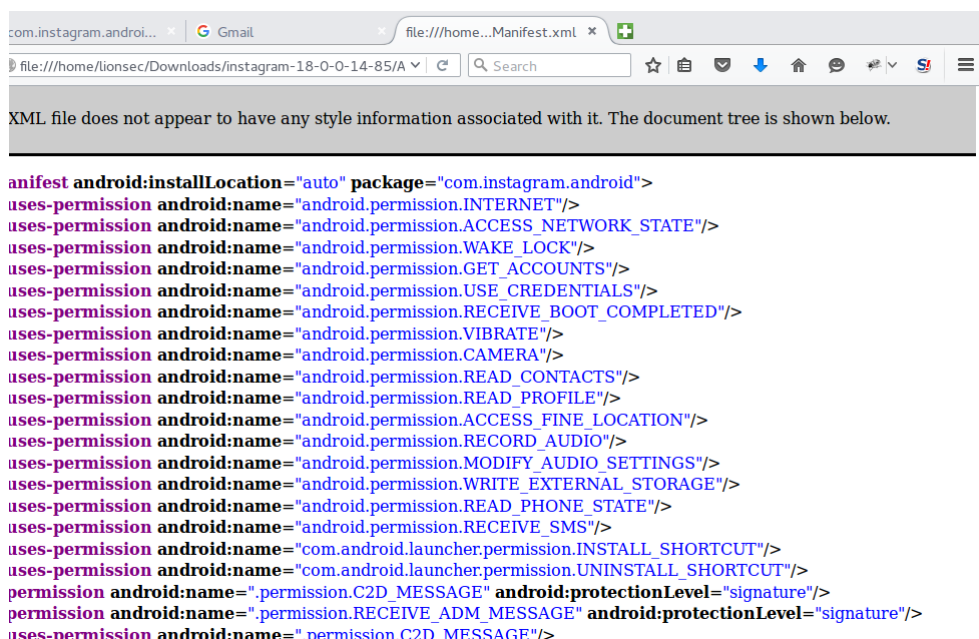 com.instagram.androi... × G Gmail × file:///home...Manifest.xml ×
file:///home/lionsec/Downloads/instagram-18-0-0-14-85/A Search S!
XML file does not appear to have any style information associated with it. The document tree is shown below.
anifest android:installLocation="auto" package="com.instagram.android">
uses-permission android:name="android.permission.INTERNET"/>
uses-permission android:name="android.permission.ACCESS_NETWORK_STATE"/>
uses-permission android:name="android.permission.WAKE_LOCK"/>
uses-permission android:name="android.permission.GET_ACCOUNTS"/>
uses-permission android:name="android.permission.USE_CREDENTIALS"/>
uses-permission android:name="android.permission.RECEIVE_BOOT_COMPLETED"/>
uses-permission android:name="android.permission.VIBRATE"/>
uses-permission android:name="android.permission.CAMERA"/>
uses-permission android:name="android.permission.READ_CONTACTS"/>
uses-permission android:name="android.permission.READ_PROFILE"/>
uses-permission android:name="android.permission.ACCESS_FINE_LOCATION"/>
uses-permission android:name="android.permission.RECORD_AUDIO"/>
uses-permission android:name="android.permission.MODIFY_AUDIO_SETTINGS"/>
uses-permission android:name="android.permission.WRITE_EXTERNAL_STORAGE"/>
uses-permission android:name="android.permission.READ_PHONE_STATE"/>
uses-permission android:name="android.permission.RECEIVE_SMS"/>
uses-permission android:name="com.android.launcher.permission.INSTALL_SHORTCUT"/>
uses-permission android:name="com.android.launcher.permission.UNINSTALL_SHORTCUT"/>
permission android:name=".permission.C2D_MESSAGE" android:protectionLevel="signature"/>
permission android:name=".permission.RECEIVE_ADM_MESSAGE" android:protectionLevel="signature"/>
uses-permission android:name=".permission.C2D_MESSAGE"/>